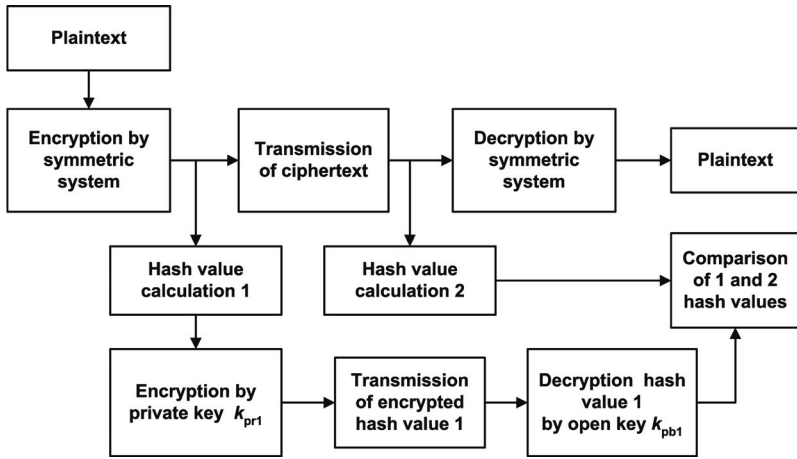 Plaintext
Encryption by
symmetric
system
Transmission
of ciphertext
Decryption by
symmetric
system
Plaintext
Hash value
calculation 1
Hash value
calculation 2
Comparison
of 1 and 2
hash values
Encryption by
private key kpr1
Transmission
of encrypted
hash value 1
Decryption hash
value 1
by open key kpb1